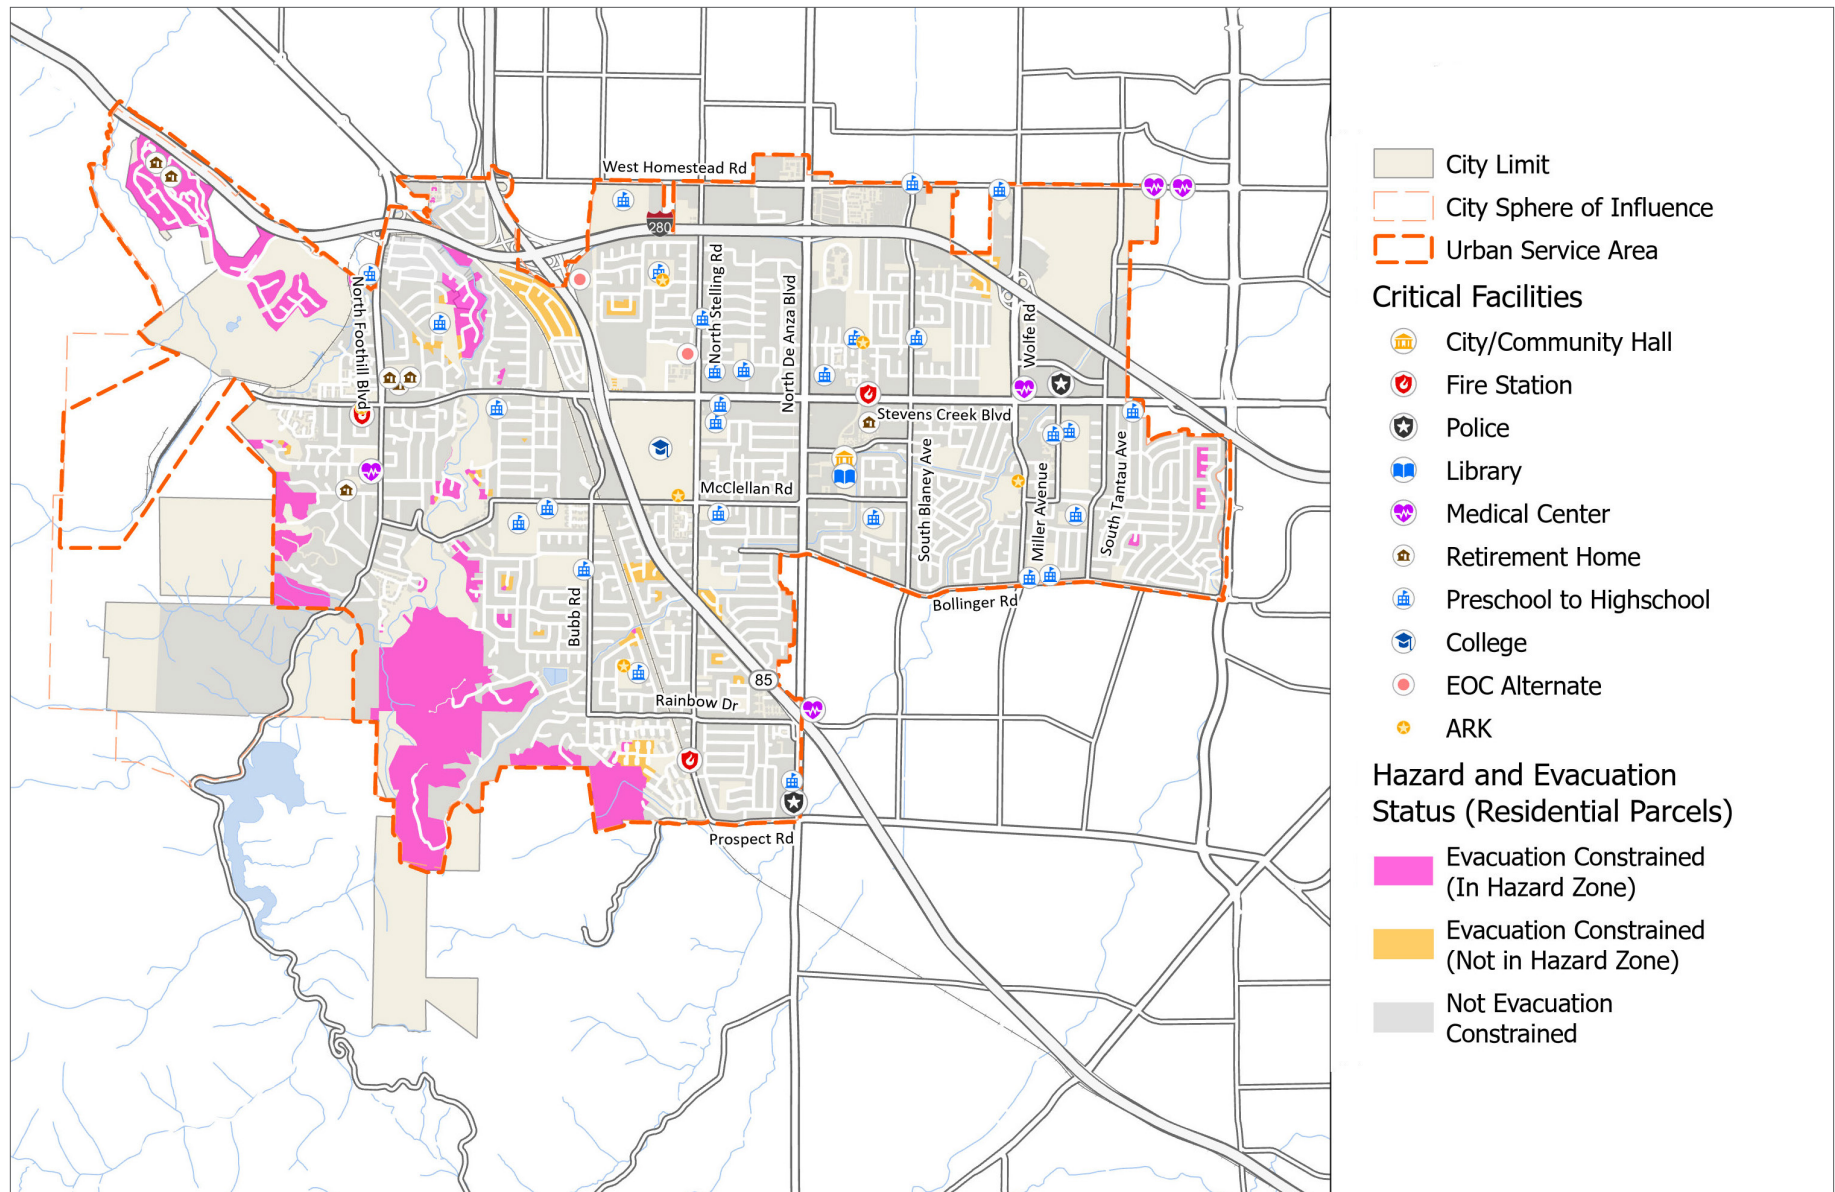 West Homestead Rd
280
North Stelling Rd
North De Anza Blvd
North Foothill Blvd
Wolfe Rd
Stevens Creek Blvd
McClellan Rd
South Blaney Ave
Miller Avenue
South Tantau Ave
Bubb Rd
Bollinger Rd
85
Rainbow Dr
Prospect Rd
City Limit
City Sphere of Influence
Urban Service Area
Critical Facilities
City/Community Hall
Fire Station
Police
Library
Medical Center
Retirement Home
Preschool to Highschool
College
EOC Alternate
ARK
Hazard and Evacuation
Status (Residential Parcels)
Evacuation Constrained
(In Hazard Zone)
Evacuation Constrained
(Not in Hazard Zone)
Not Evacuation
Constrained